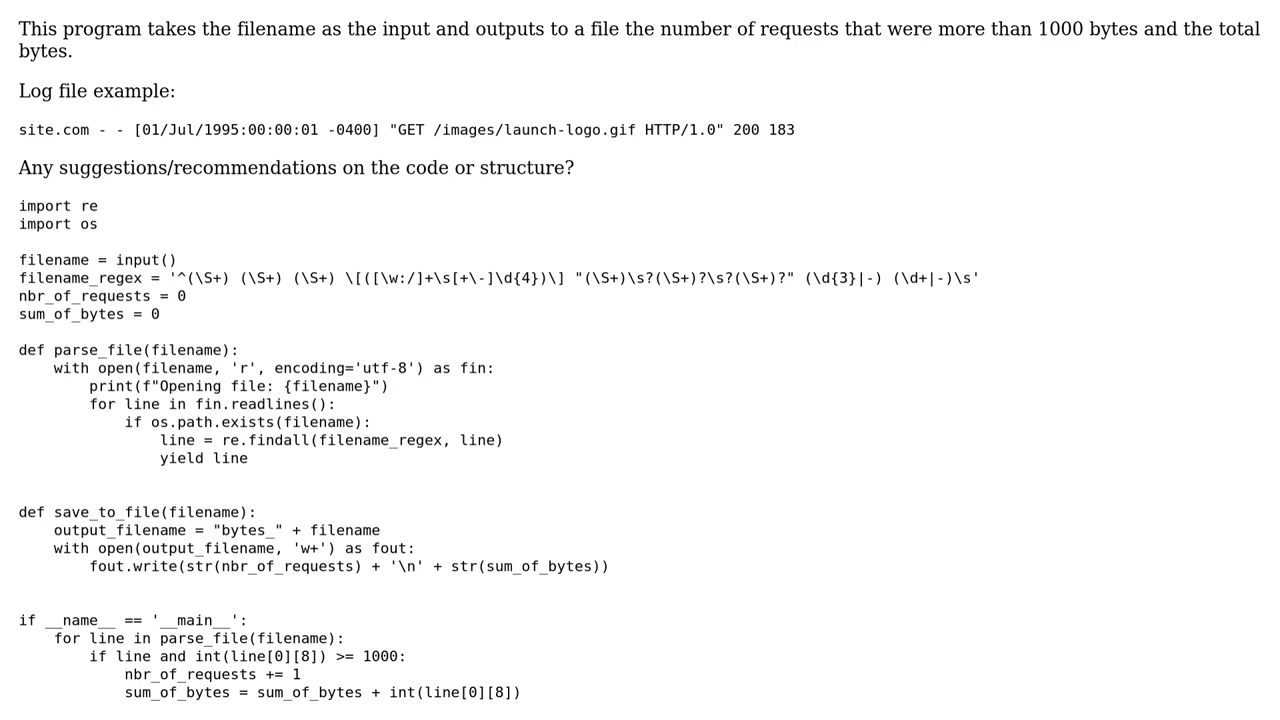 This program takes the filename as the input and outputs to a file the number of requests that were more than 1000 bytes and the total
bytes.
Log file example:
site.com - - [01/Jul/1995:00:00:01 -0400] "GET /images/launch-logo.gif HTTP/1.0" 200 183
Any suggestions/recommendations on the code or structure?
import re
import os
filename = input()
filename_regex = '^(\S+) (\S+) (\S+) \[([\w:/]+\s[+\-]\d{4})\] "(\S+)\s?(\S+)?\s?(\S+)?" (\d{3}|-) (\d+|-)\s'
nbr_of_requests = 0
sum_of_bytes = 0
def parse_file(filename):
    with open(filename, 'r', encoding='utf-8') as fin:
        print(f"Opening file: {filename}")
        for line in fin.readlines():
            if os.path.exists(filename):
                line = re.findall(filename_regex, line)
                yield line
def save_to_file(filename):
    output_filename = "bytes_" + filename
    with open(output_filename, 'w+') as fout:
        fout.write(str(nbr_of_requests) + '\n' + str(sum_of_bytes))
if __name__ == '__main__':
    for line in parse_file(filename):
        if line and int(line[0][8]) >= 1000:
            nbr_of_requests += 1
            sum_of_bytes = sum_of_bytes + int(line[0][8])